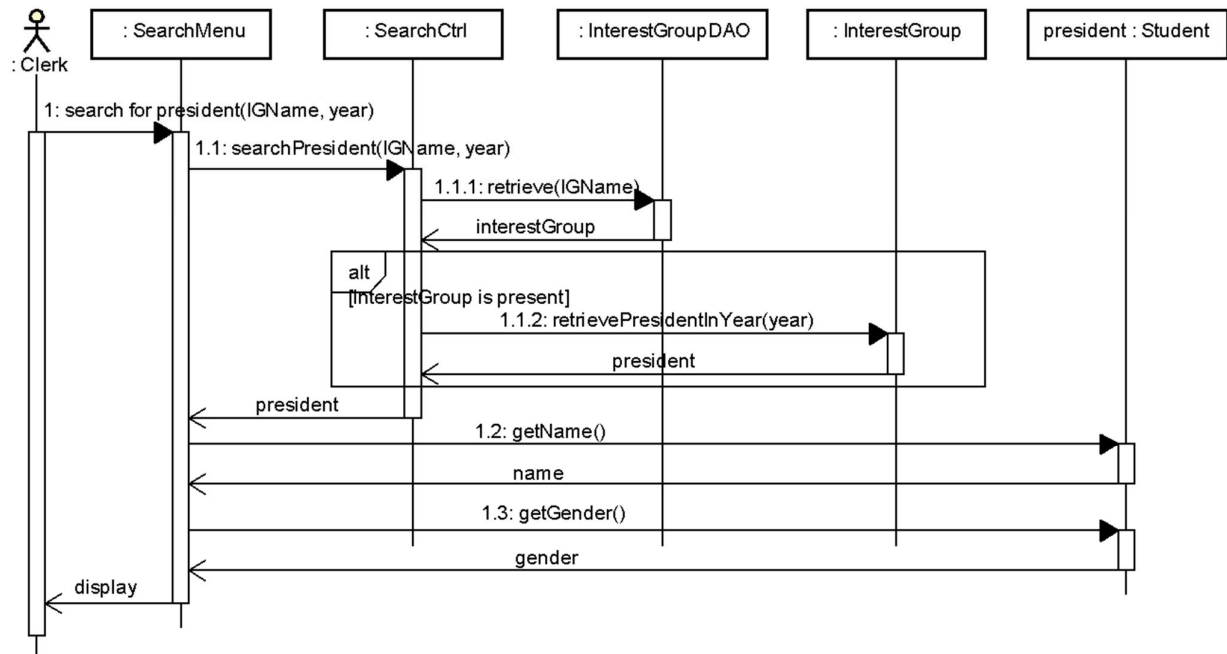 : SearchMenu
: SearchCtrl
: InterestGroupDAO
: InterestGroup
president : Student
: Clerk
1: search for president(IGName, year)
1.1: searchPresident(IGName, year)
1.1.1: retrieve(IGName)
interestGroup
alt
[InterestGroup is present]
1.1.2: retrievePresidentInYear(year)
president
president
1.2: getName()
name
1.3: getGender()
gender
display